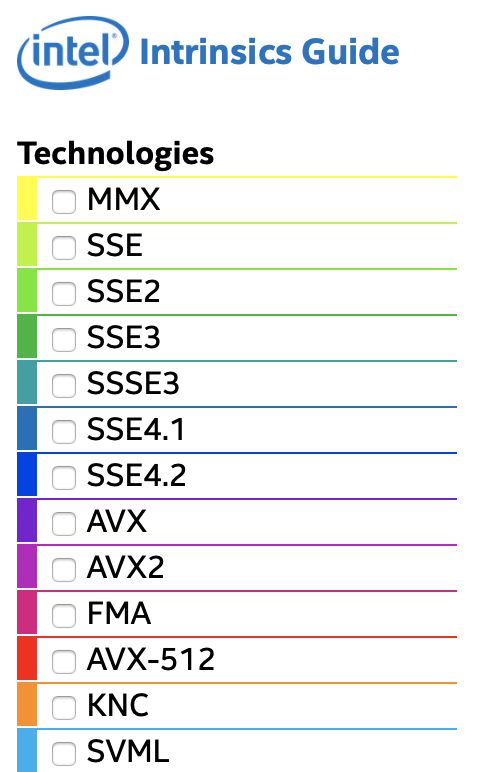 intel Intrinsics Guide
Technologies
MMX
SSE
SSE2
SSE3
SSSE3
SSE4.1
SSE4.2
AVX
AVX2
FMA
AVX-512
KNC
SVML